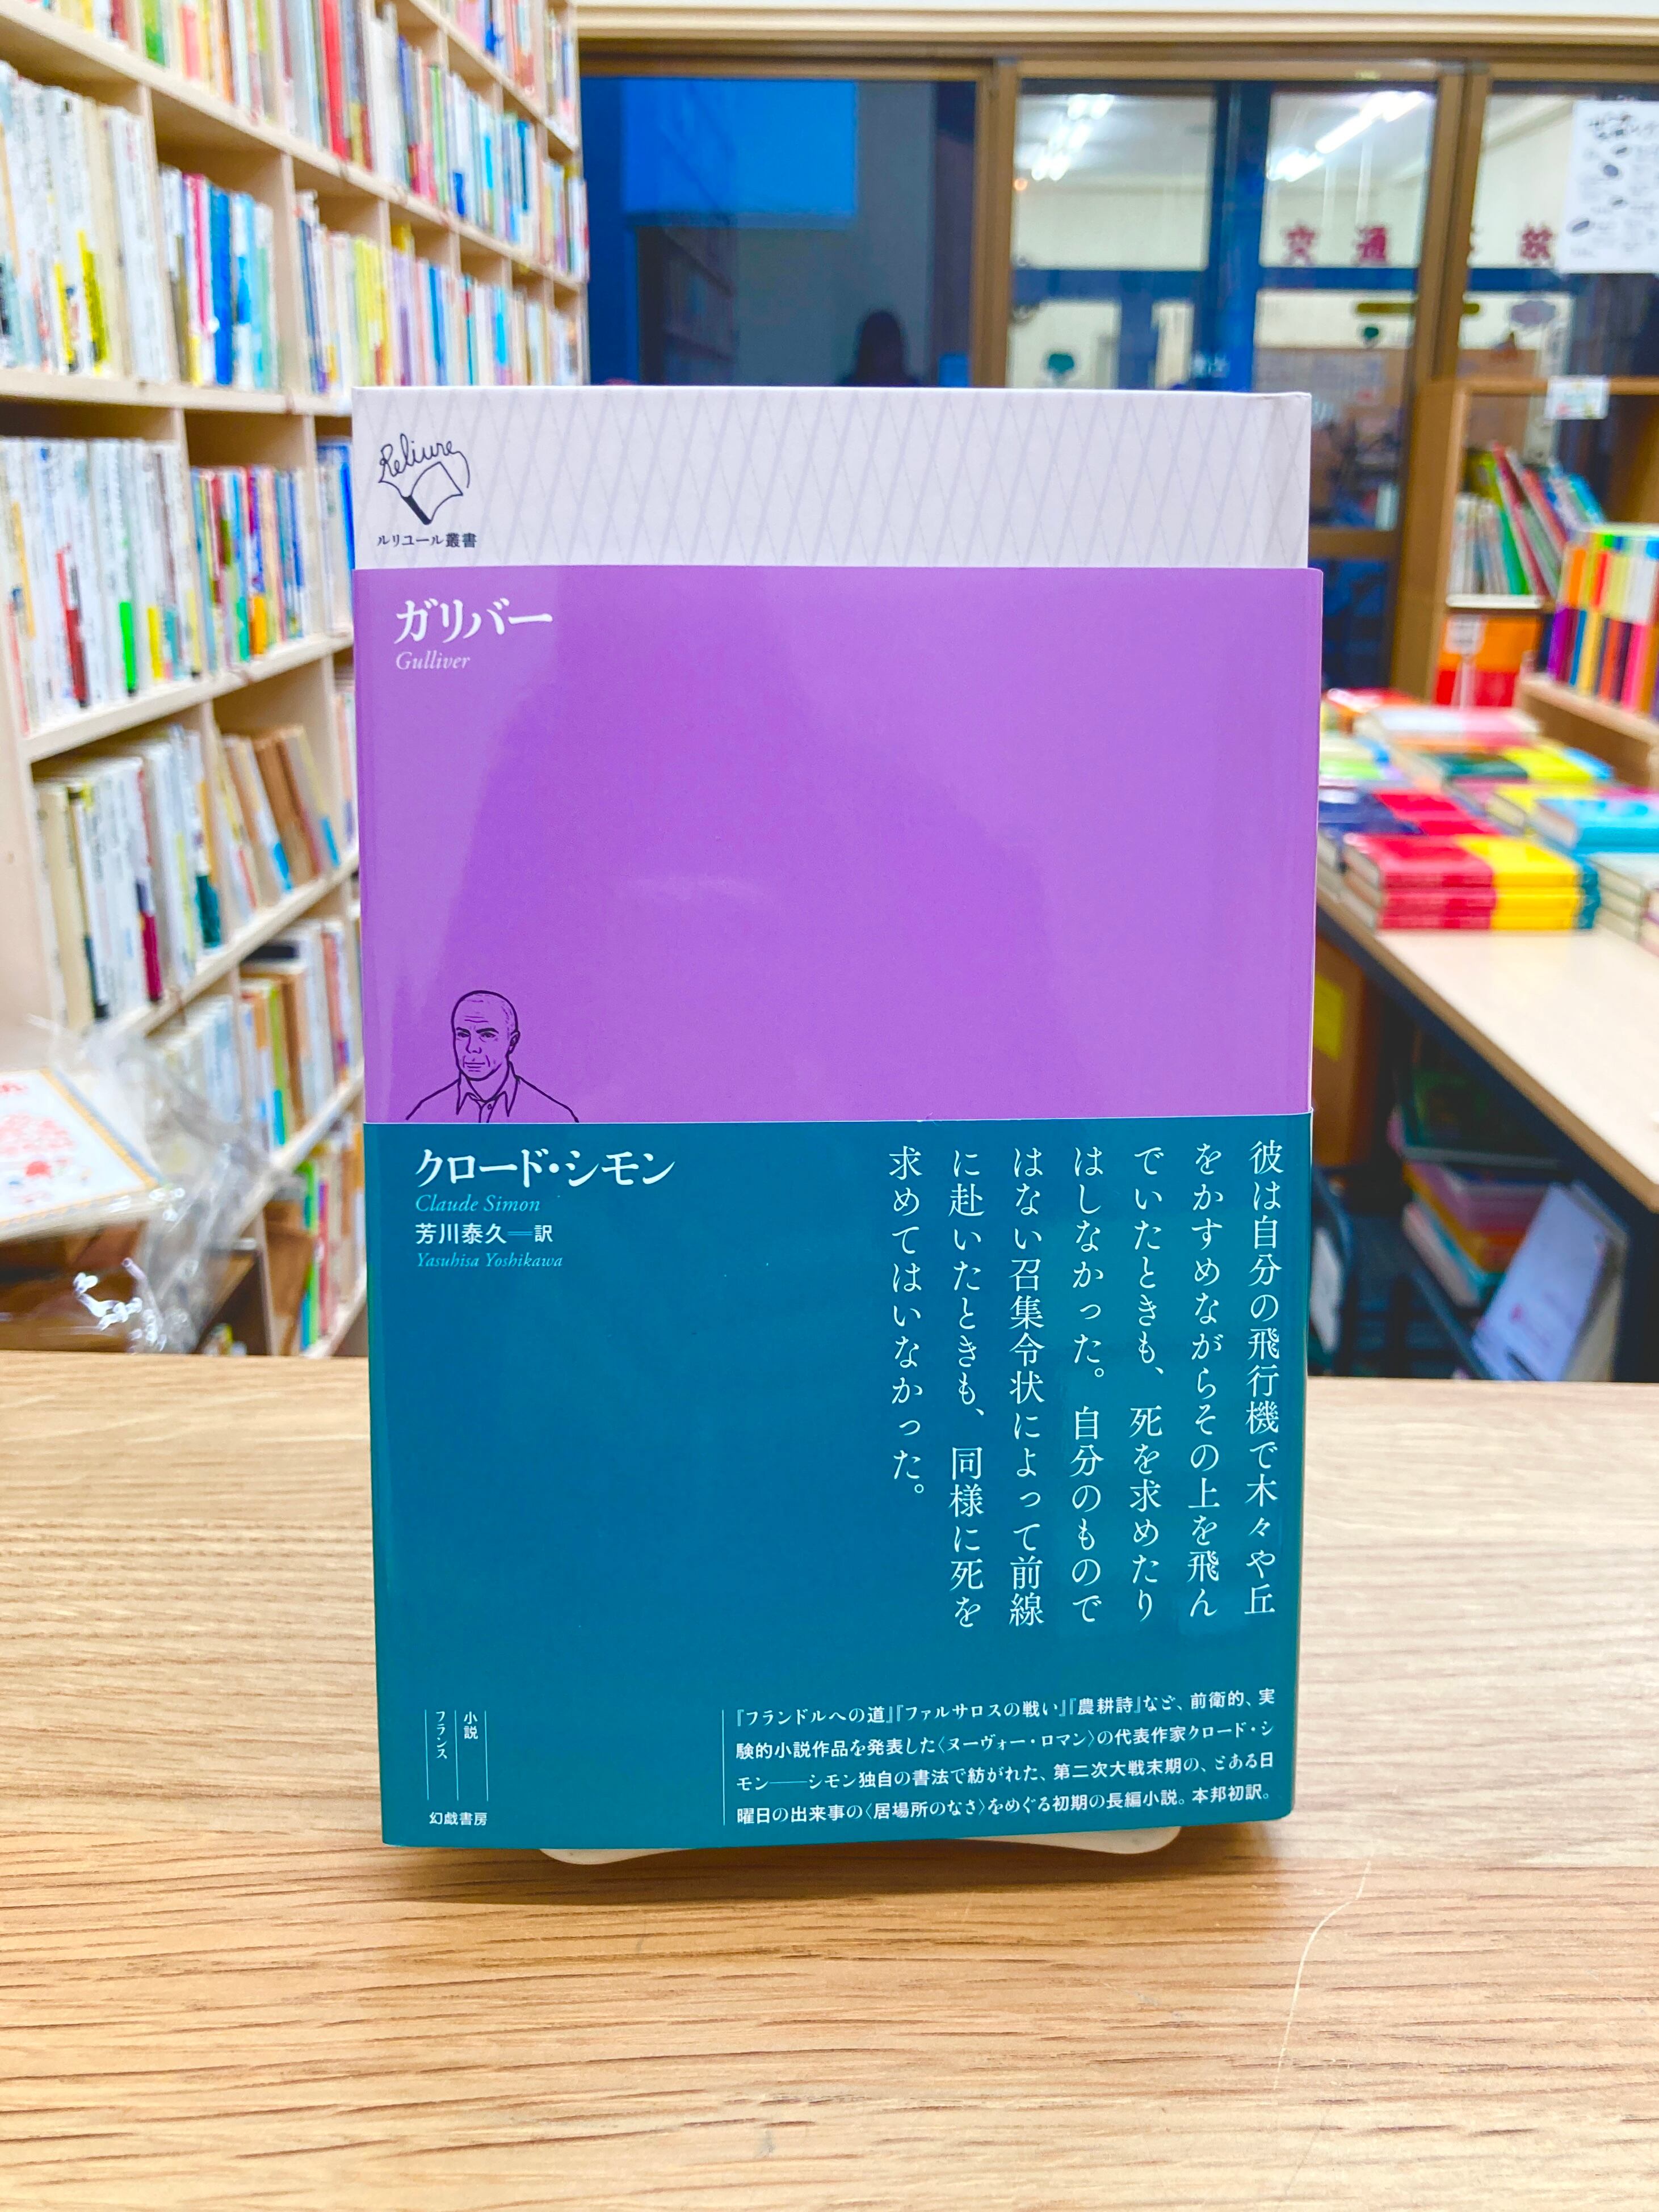 Reliure
ルリユール叢書
ガリバー
Gulliver
クロード・シモン
Claude Simon
芳川泰久=訳
Yasuhisa Yoshikawa
彼は自分の飛行機で木々や丘
をかすめながらその上を飛ん
でいたときも、死を求めたり
はしなかった。自分のもので
はない召集令状によって前線
に赴いたときも、同様に死を
求めてはいなかった。
小説
フランス
幻戯書房
『フランドルへの道』『ファルサロスの戦い』『農耕詩』など、前衛的、実
験的小説作品を発表した〈ヌーヴォー・ロマン〉の代表作家クロード・シ
モン──シモン独自の書法で紡がれた、第二次大戦末期の、とある日
曜日の出来事の〈居場所のなさ〉をめぐる初期の長編小説。本邦初訳。
交通